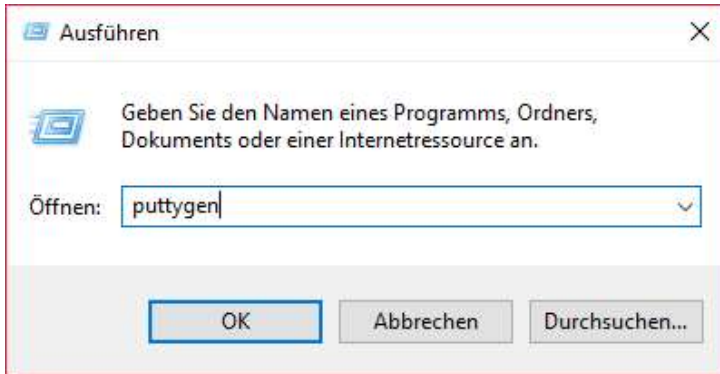 Ausführen
Geben Sie den Namen eines Programms, Ordners,
Dokuments oder einer Internetressource an.
Öffnen: puttygen
OK Abbrechen Durchsuchen...